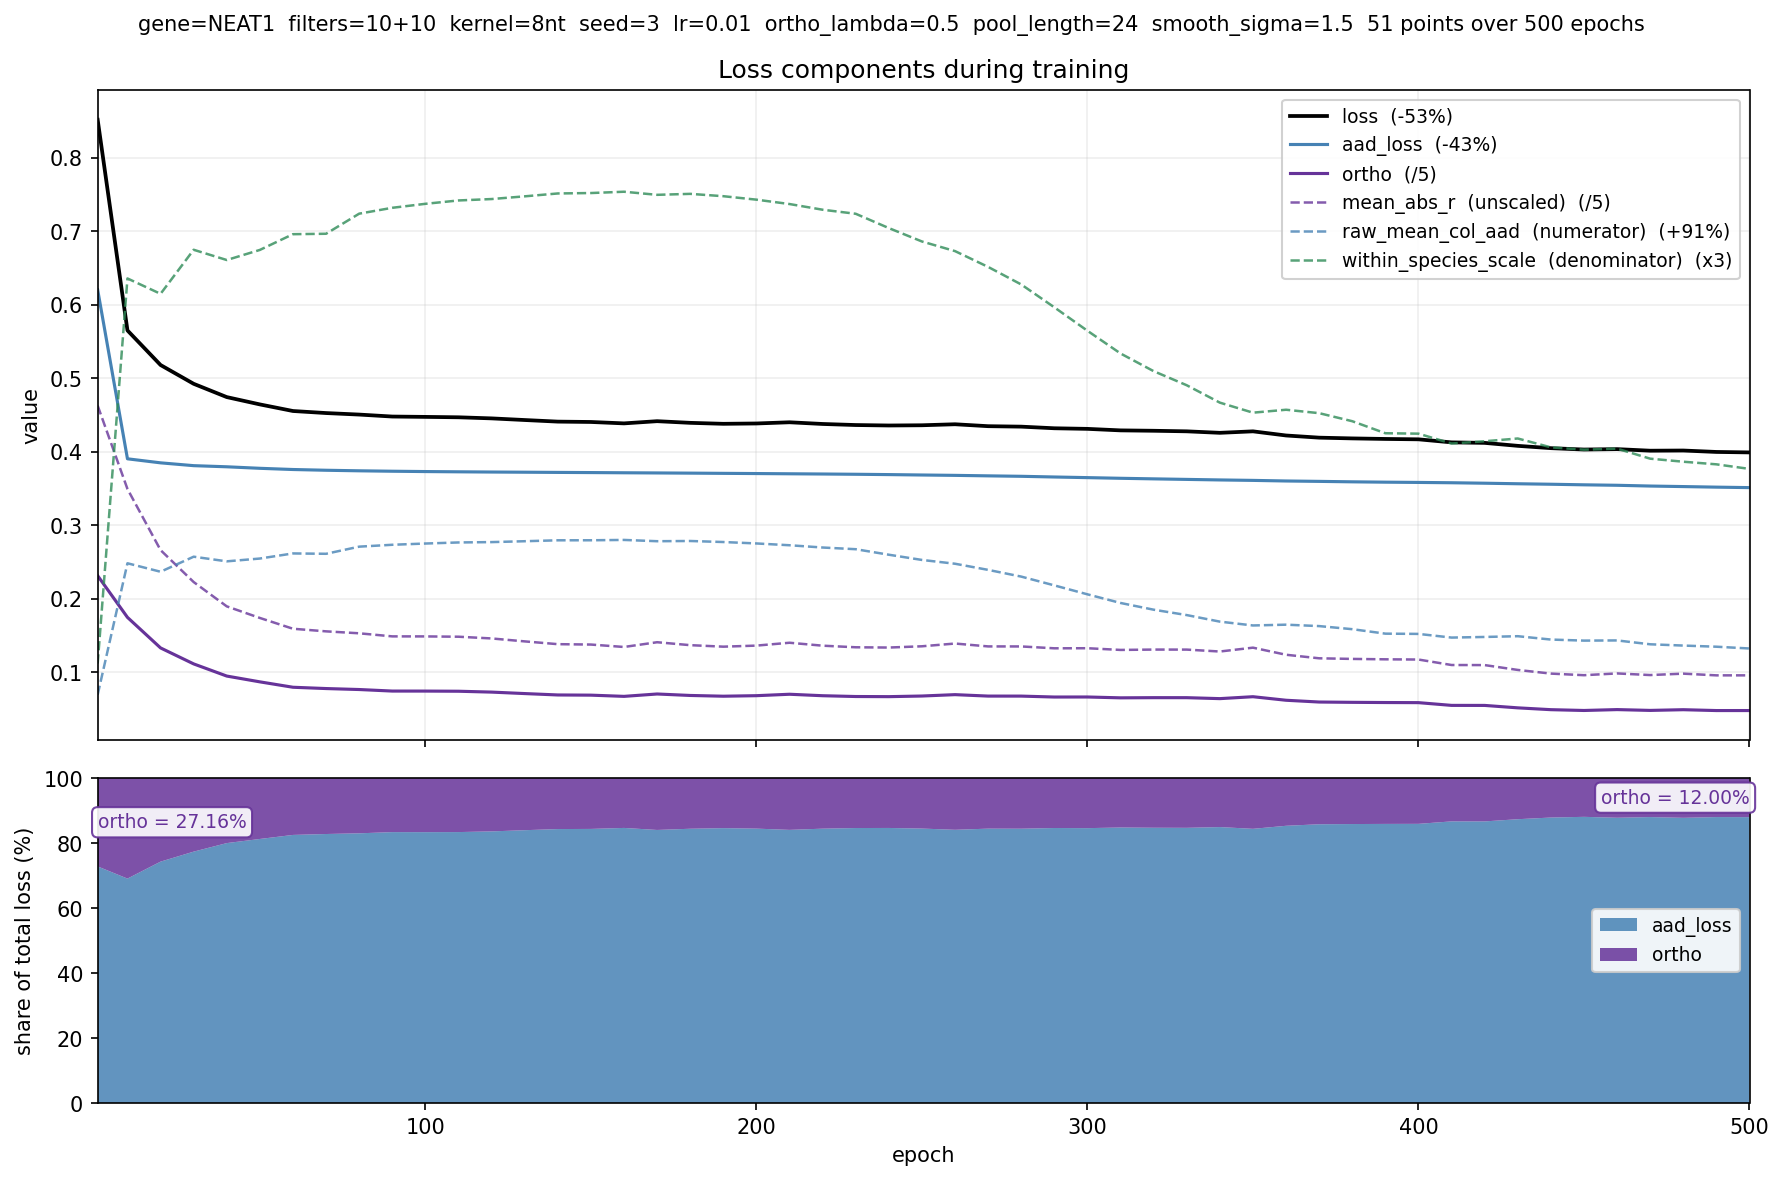 gene=NEAT1  filters=10+10  kernel=8nt  seed=3  lr=0.01  ortho_lambda=0.5  pool_length=24  smooth_sigma=1.5  51 points over 500 epochs
Loss components during training
loss  (-53%)
aad_loss  (-43%)
ortho  (/5)
mean_abs_r  (unscaled)  (/5)
raw_mean_col_aad  (numerator)  (+91%)
within_species_scale  (denominator)  (x3)
value
0.8
0.7
0.6
0.5
0.4
0.3
0.2
0.1
share of total loss (%)
100
80
60
40
20
0
ortho = 27.16%
ortho = 12.00%
aad_loss
ortho
100
200
300
400
500
epoch